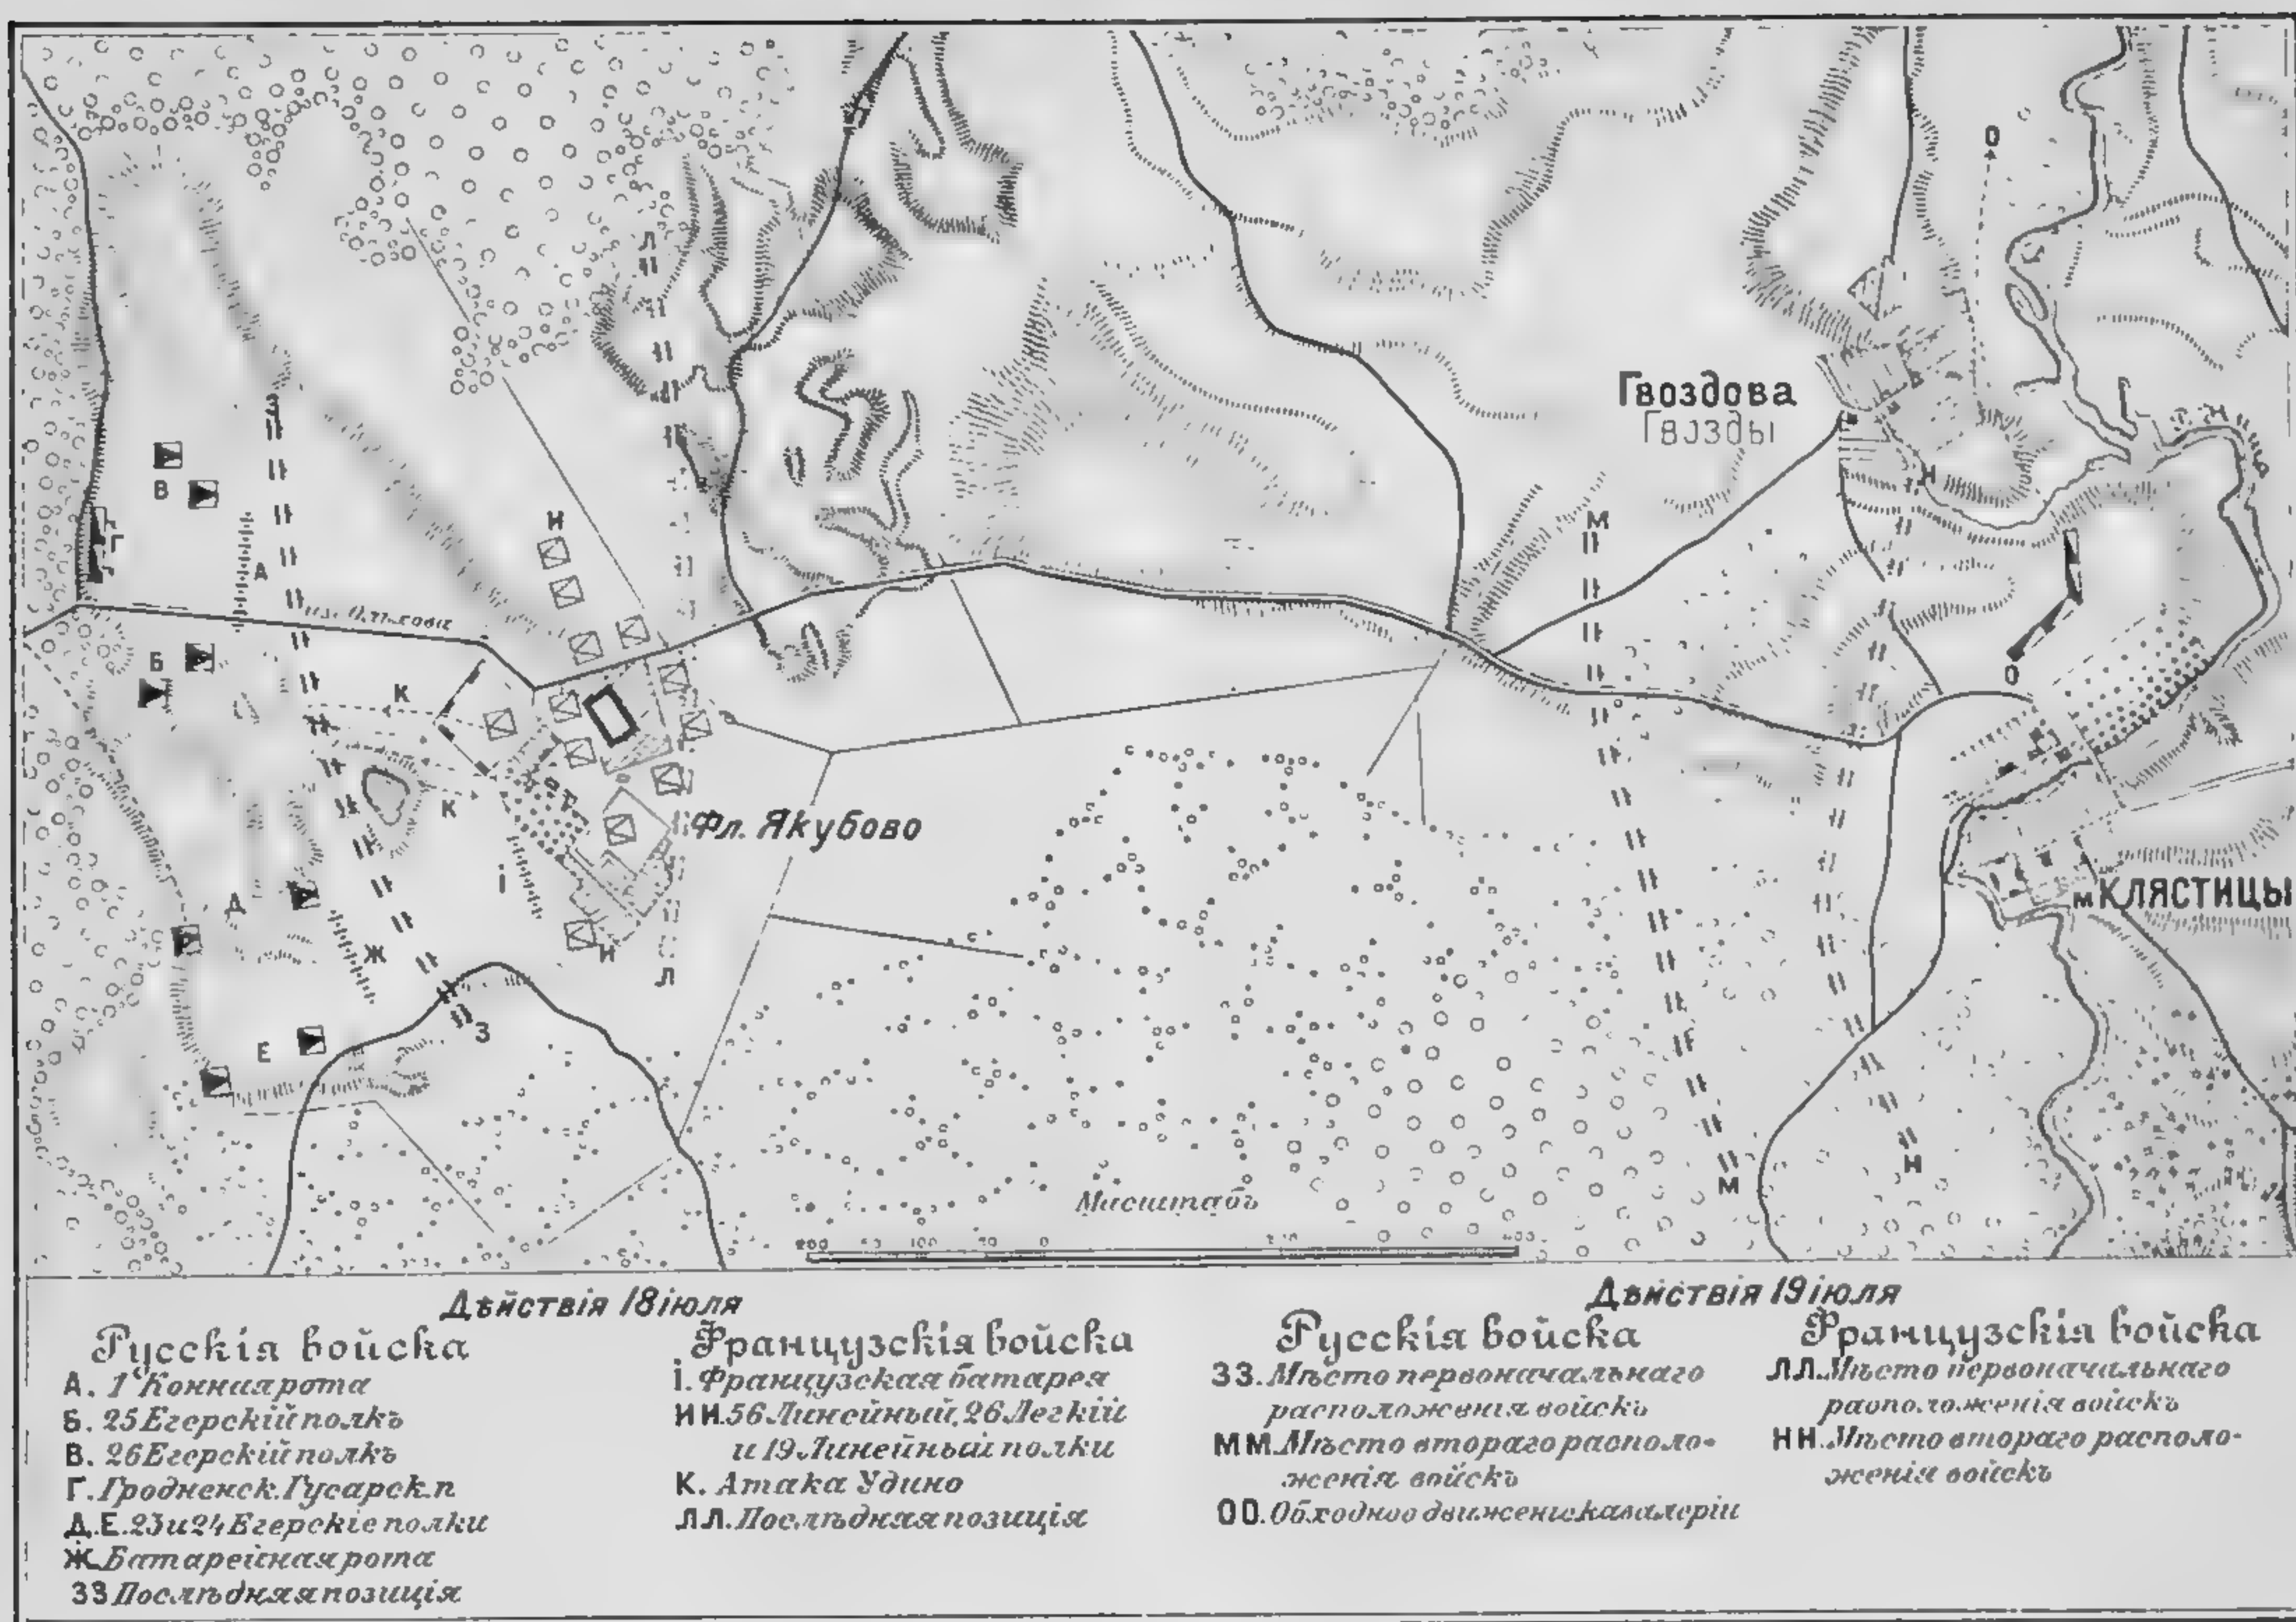 Гвоздова
Гвозды
В
Г
А
Б
К
К
И
І
И
Л
Л
Фл. Якубово
Д
Ж
Е
З
М
М
Н
Н
О
О
м КЛЯСТИЦЫ
Масштабъ
Дѣйствія 18 іюля
Русскія войска
А. 1ᵃ Конная рота
Б. 25 Егерскій полкъ
В. 26 Егерскій полкъ
Г. Гродненск. Гусарск. п
Д. Е. 23 и 24 Егерскіе полки
Ж. Батарейная рота
ЗЗ Послѣдняя позиція
Французскія войска
І. Французская батарея
ИИ. 56 Линейный, 26 Легкій
и 19 Линейный полки
К. Атака Удино
ЛЛ. Послѣдняя позиція
Дѣйствія 19 іюля
Русскія войска
ЗЗ. Мѣсто первоначальнаго
расположенія войскъ
ММ. Мѣсто втораго располо-
женія войскъ
ОО. Обходное движеніе кавалеріи
Французскія войска
ЛЛ. Мѣсто первоначальнаго
расположенія войскъ
НН. Мѣсто втораго располо-
женія войскъ